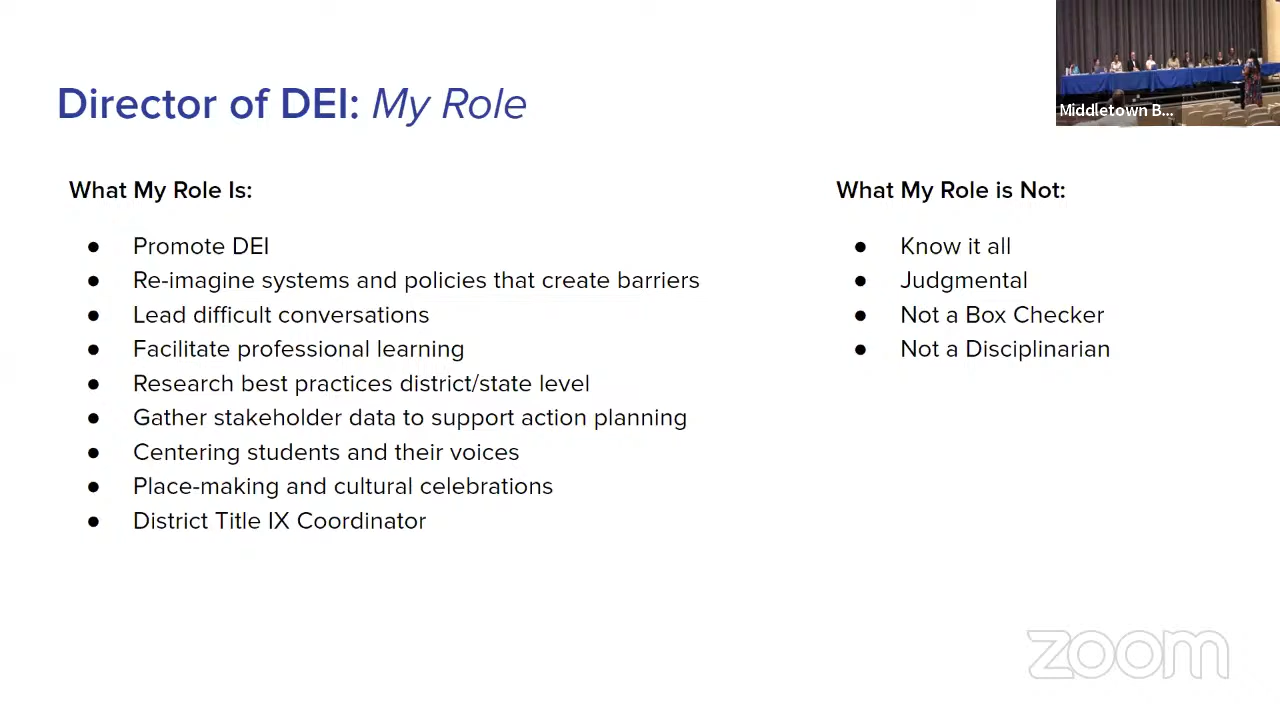 Director of DEI: My Role
Middletown B...
What My Role Is:
Promote DEI
Re-imagine systems and policies that create barriers
Lead difficult conversations
Facilitate professional learning
Research best practices district/state level
Gather stakeholder data to support action planning
Centering students and their voices
Place-making and cultural celebrations
District Title IX Coordinator
What My Role is Not:
Know it all
Judgmental
Not a Box Checker
Not a Disciplinarian
zoom